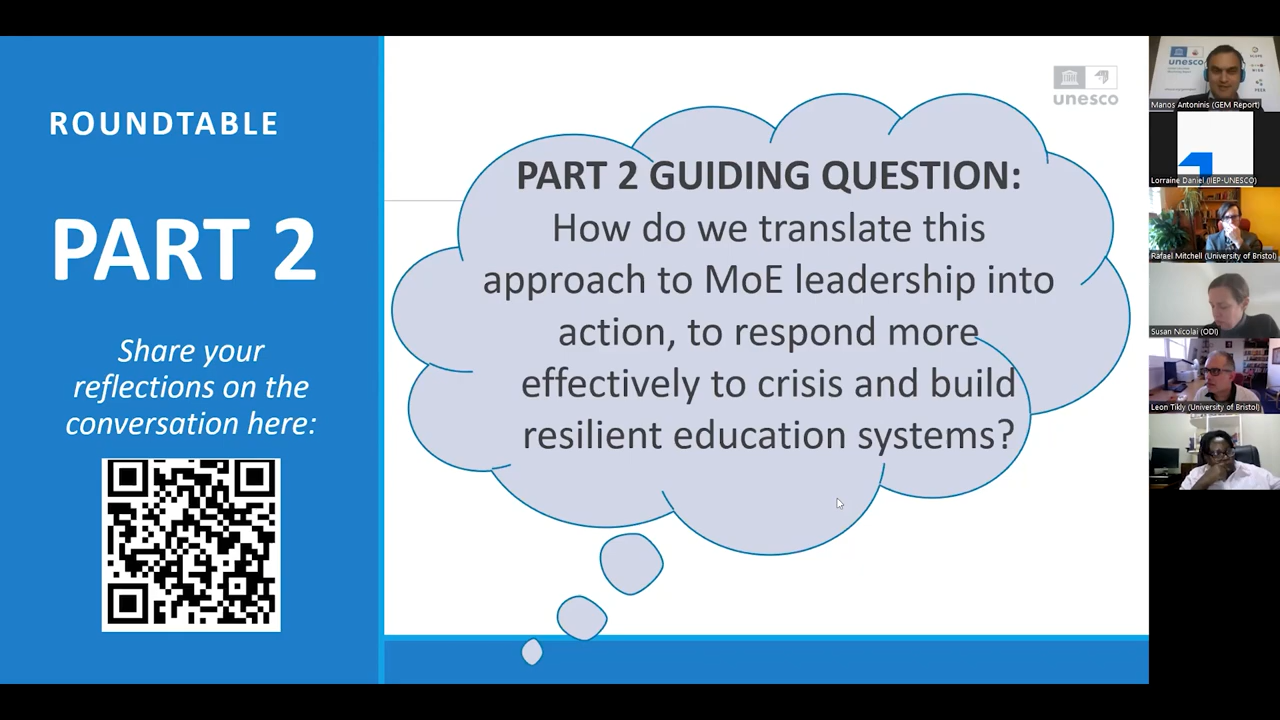 ROUNDTABLE
PART 2
Share your
reflections on the
conversation here:
unesco
PART 2 GUIDING QUESTION:
How do we translate this
approach to MoE leadership into
action, to respond more
effectively to crisis and build
resilient education systems?
unesco
Manos Antoninis (GEM Report)
Lorraine Daniel (IIEP-UNESCO)
Rafael Mitchell (University of Bristol)
Susan Nicolai (ODI)
Leon Tikly (University of Bristol)